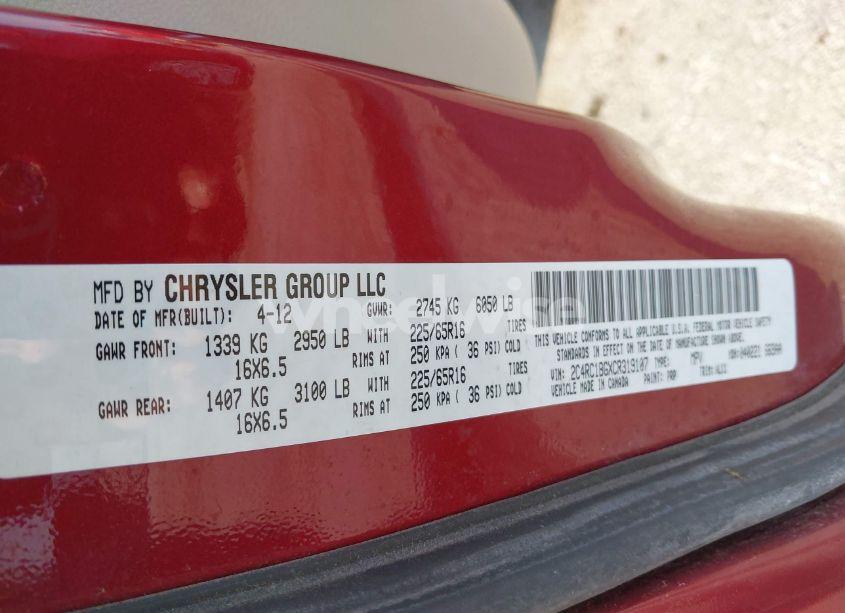 MFD BY CHRYSLER GROUP LLC
DATE OF MFR(BUILT): 4-12 GVWR: 2745 KG 6050 LB
GAWR FRONT: 1339 KG 2950 LB WITH 225/65R16 TIRES
16X6.5 RIMS AT 250 KPA ( 36 PSI) COLD
GAWR REAR: 1407 KG 3100 LB WITH 225/65R16 TIRES
16X6.5 RIMS AT 250 KPA ( 36 PSI) COLD
THIS VEHICLE CONFORMS TO ALL APPLICABLE U.S.A. FEDERAL MOTOR VEHICLE SAFETY
STANDARDS IN EFFECT ON THE DATE OF MANUFACTURE SHOWN ABOVE.
VIN: 2C4RC1BGXCR319107 TYPE: MPV
VEHICLE MADE IN CANADA PAINT: PRP TRIM: